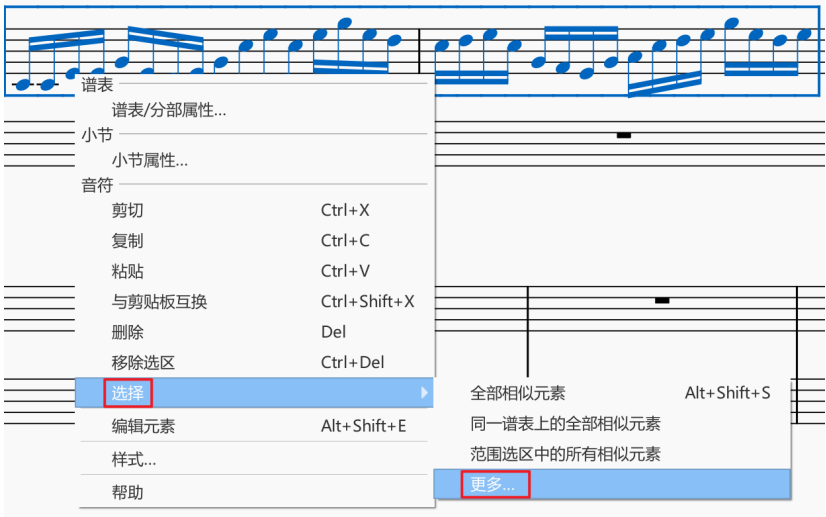 谱表
谱表/分部属性...
小节
小节属性...
音符
剪切 Ctrl+X
复制 Ctrl+C
粘贴 Ctrl+V
与剪贴板互换 Ctrl+Shift+X
删除 Del
移除选区 Ctrl+Del
选择
编辑元素 Alt+Shift+E
样式...
帮助
全部相似元素 Alt+Shift+S
同一谱表上的全部相似元素
范围选区中的所有相似元素
更多...